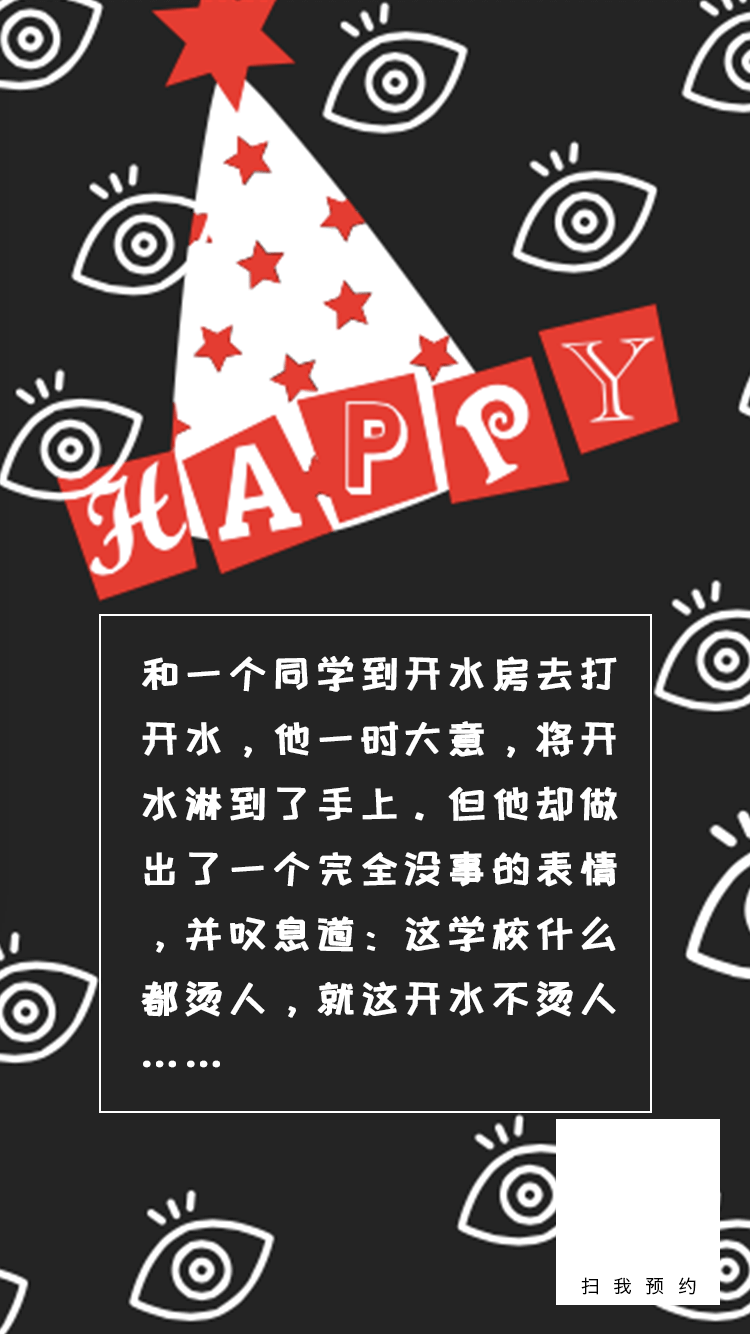 HAPPY
和一个同学到开水房去打
开水，他一时大意，将开
水淋到了手上。但他却做
出了一个完全没事的表情
，并叹息道：这学校什么
都烫人，就这开水不烫人
……
扫我预约